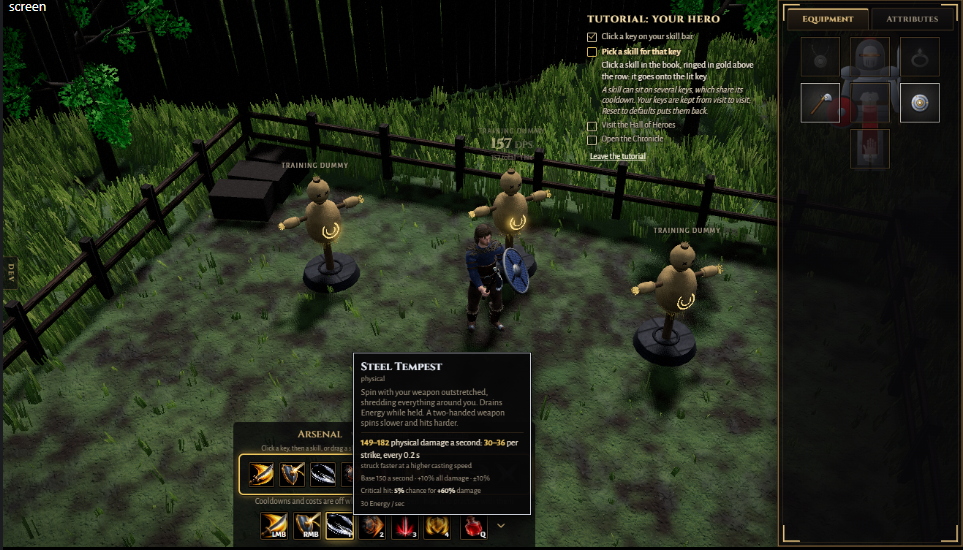 screen
TUTORIAL: YOUR HERO
Click a key on your skill bar
Pick a skill for that key
Click a skill in the book, ringed in gold above
the row: it goes onto the lit key.
A skill can sit on several keys, which share its
cooldown. Your keys are kept from visit to visit.
Reset to defaults puts them back.
Visit the Hall of Heroes
Open the Chronicle
Leave the tutorial
EQUIPMENT
ATTRIBUTES
TRAINING DUMMY
157 DPS
TRAINING DUMMY
TRAINING DUMMY
DEV
STEEL TEMPEST
physical
Spin with your weapon outstretched,
shredding everything around you. Drains
Energy while held. A two-handed weapon
spins slower and hits harder.
149–182 physical damage a second: 30–36 per
strike, every 0.2 s
struck faster at a higher casting speed
Base 150 a second · +10% all damage · ±10%
Critical hit: 5% chance for +60% damage
30 Energy / sec
ARSENAL
Click a key, then a skill, or drag a
Cooldowns and costs are off
LMB
RMB
2
3
4
Q